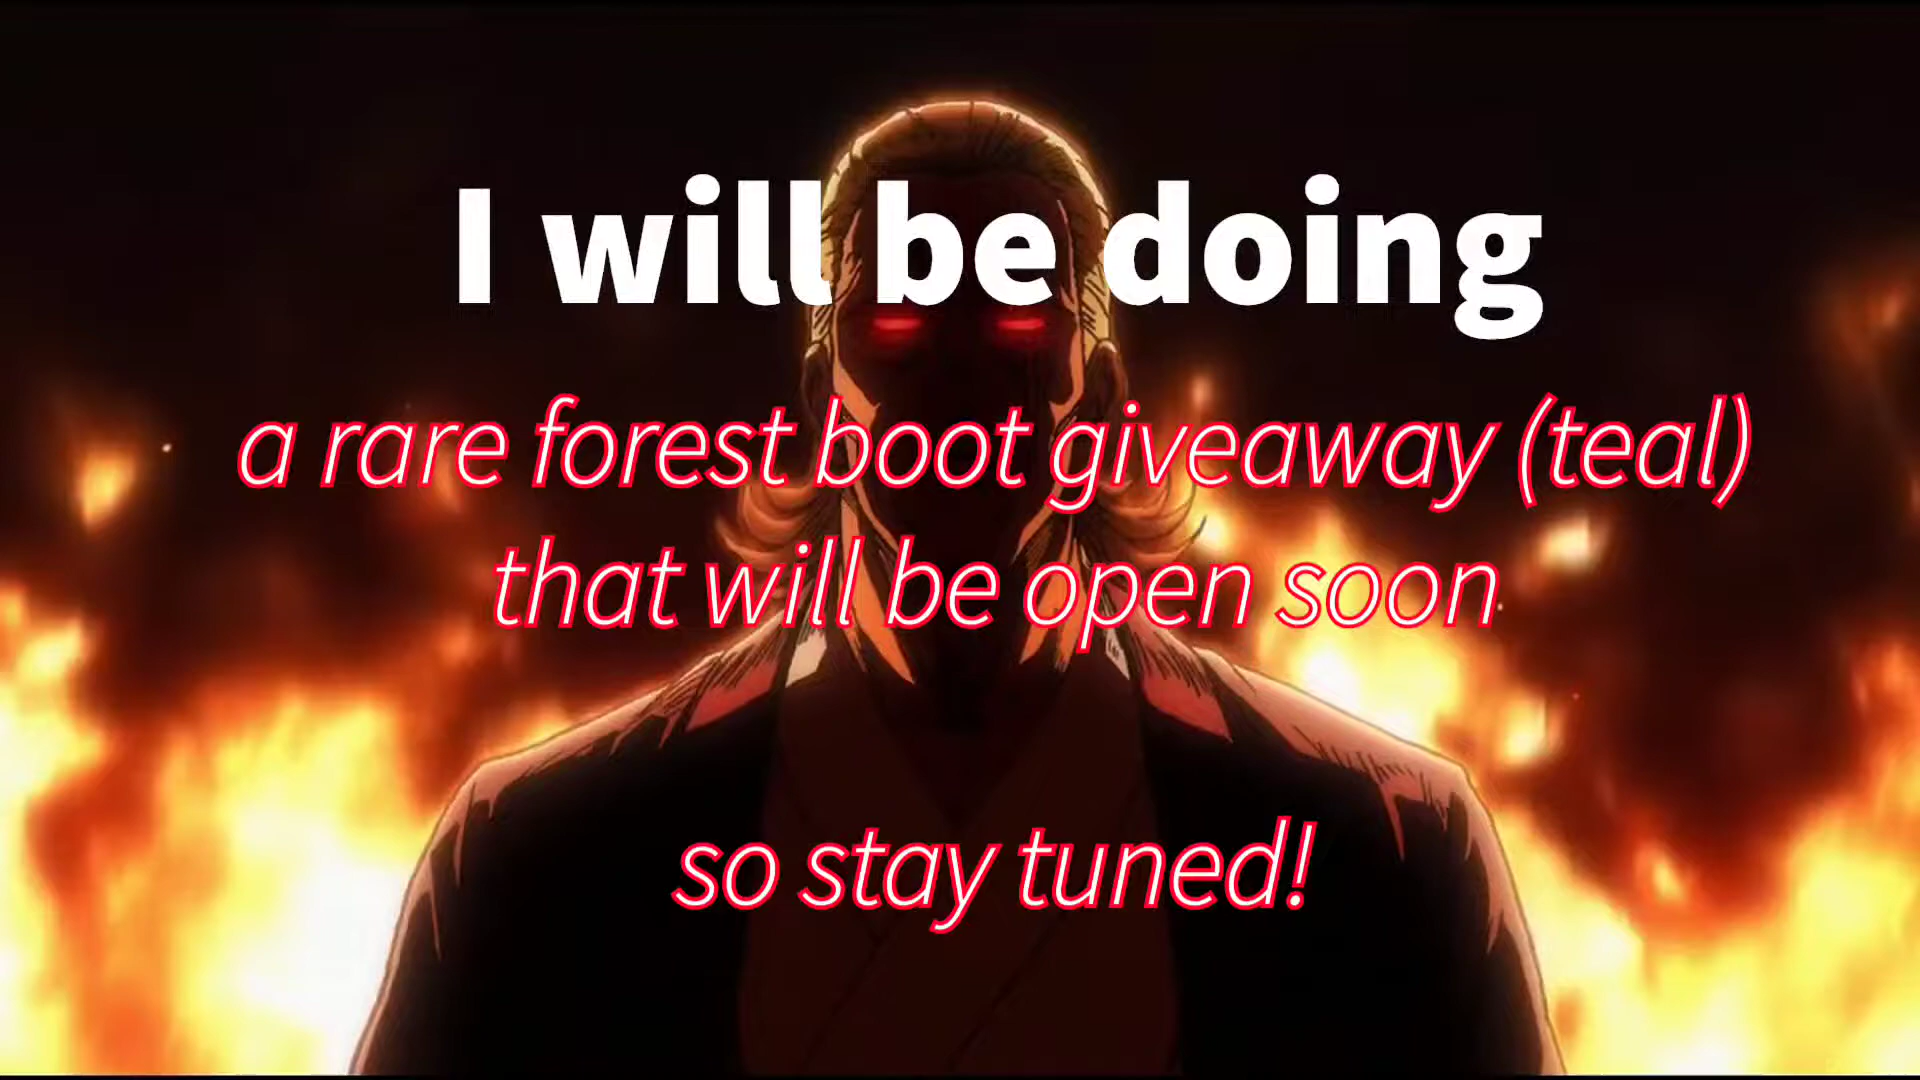 I will be doing
a rare forest boot giveaway (teal)
that will be open soon
so stay tuned!